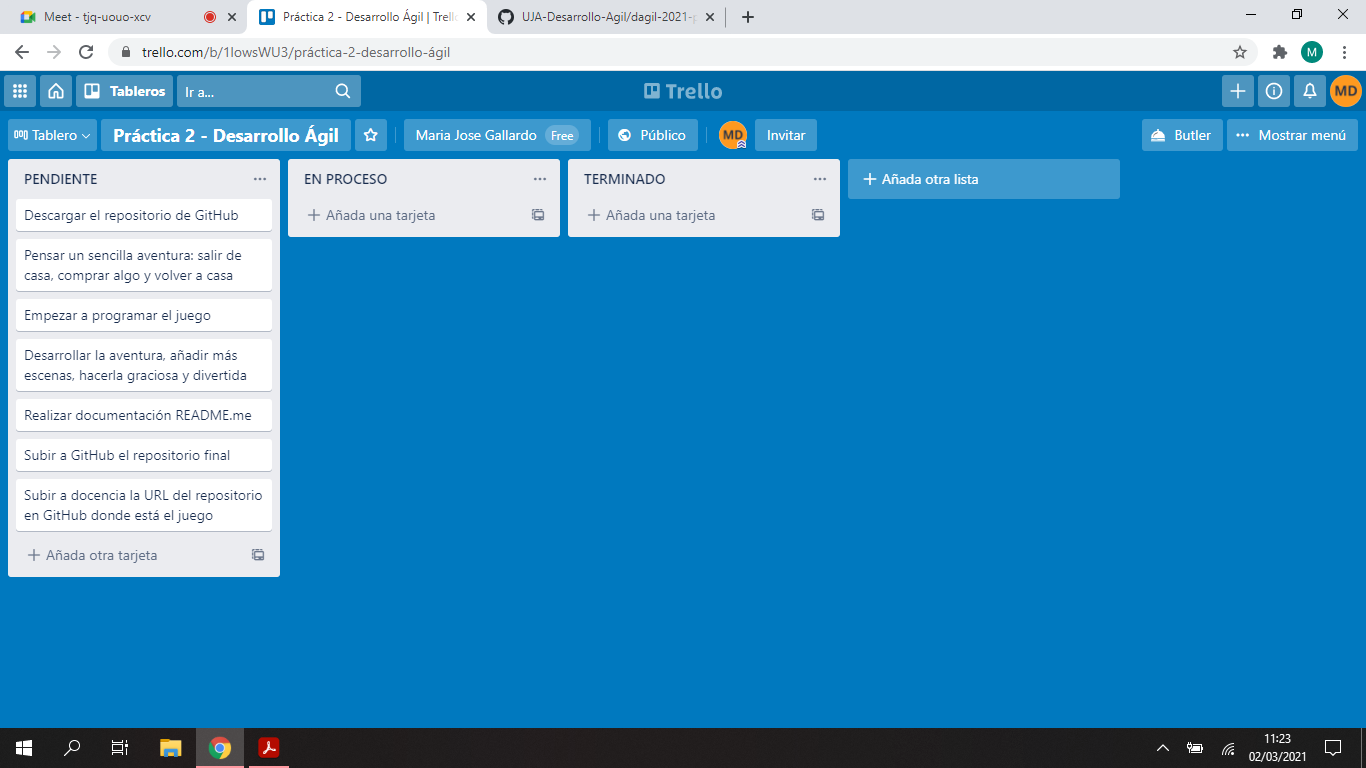 Meet - tjq-uouo-xcv
Práctica 2 - Desarrollo Ágil | Trello
UJA-Desarrollo-Agil/dagil-2021-p
trello.com/b/1IowsWU3/práctica-2-desarrollo-ágil
M
Tableros
Ir a...
Trello
MD
Tablero
Práctica 2 - Desarrollo Ágil
Maria Jose Gallardo Free
Público
MD
Invitar
Butler
Mostrar menú
PENDIENTE
Descargar el repositorio de GitHub
Pensar un sencilla aventura: salir de
casa, comprar algo y volver a casa
Empezar a programar el juego
Desarrollar la aventura, añadir más
escenas, hacerla graciosa y divertida
Realizar documentación README.me
Subir a GitHub el repositorio final
Subir a docencia la URL del repositorio
en GitHub donde está el juego
Añada otra tarjeta
EN PROCESO
Añada una tarjeta
TERMINADO
Añada una tarjeta
Añada otra lista
11:23
02/03/2021